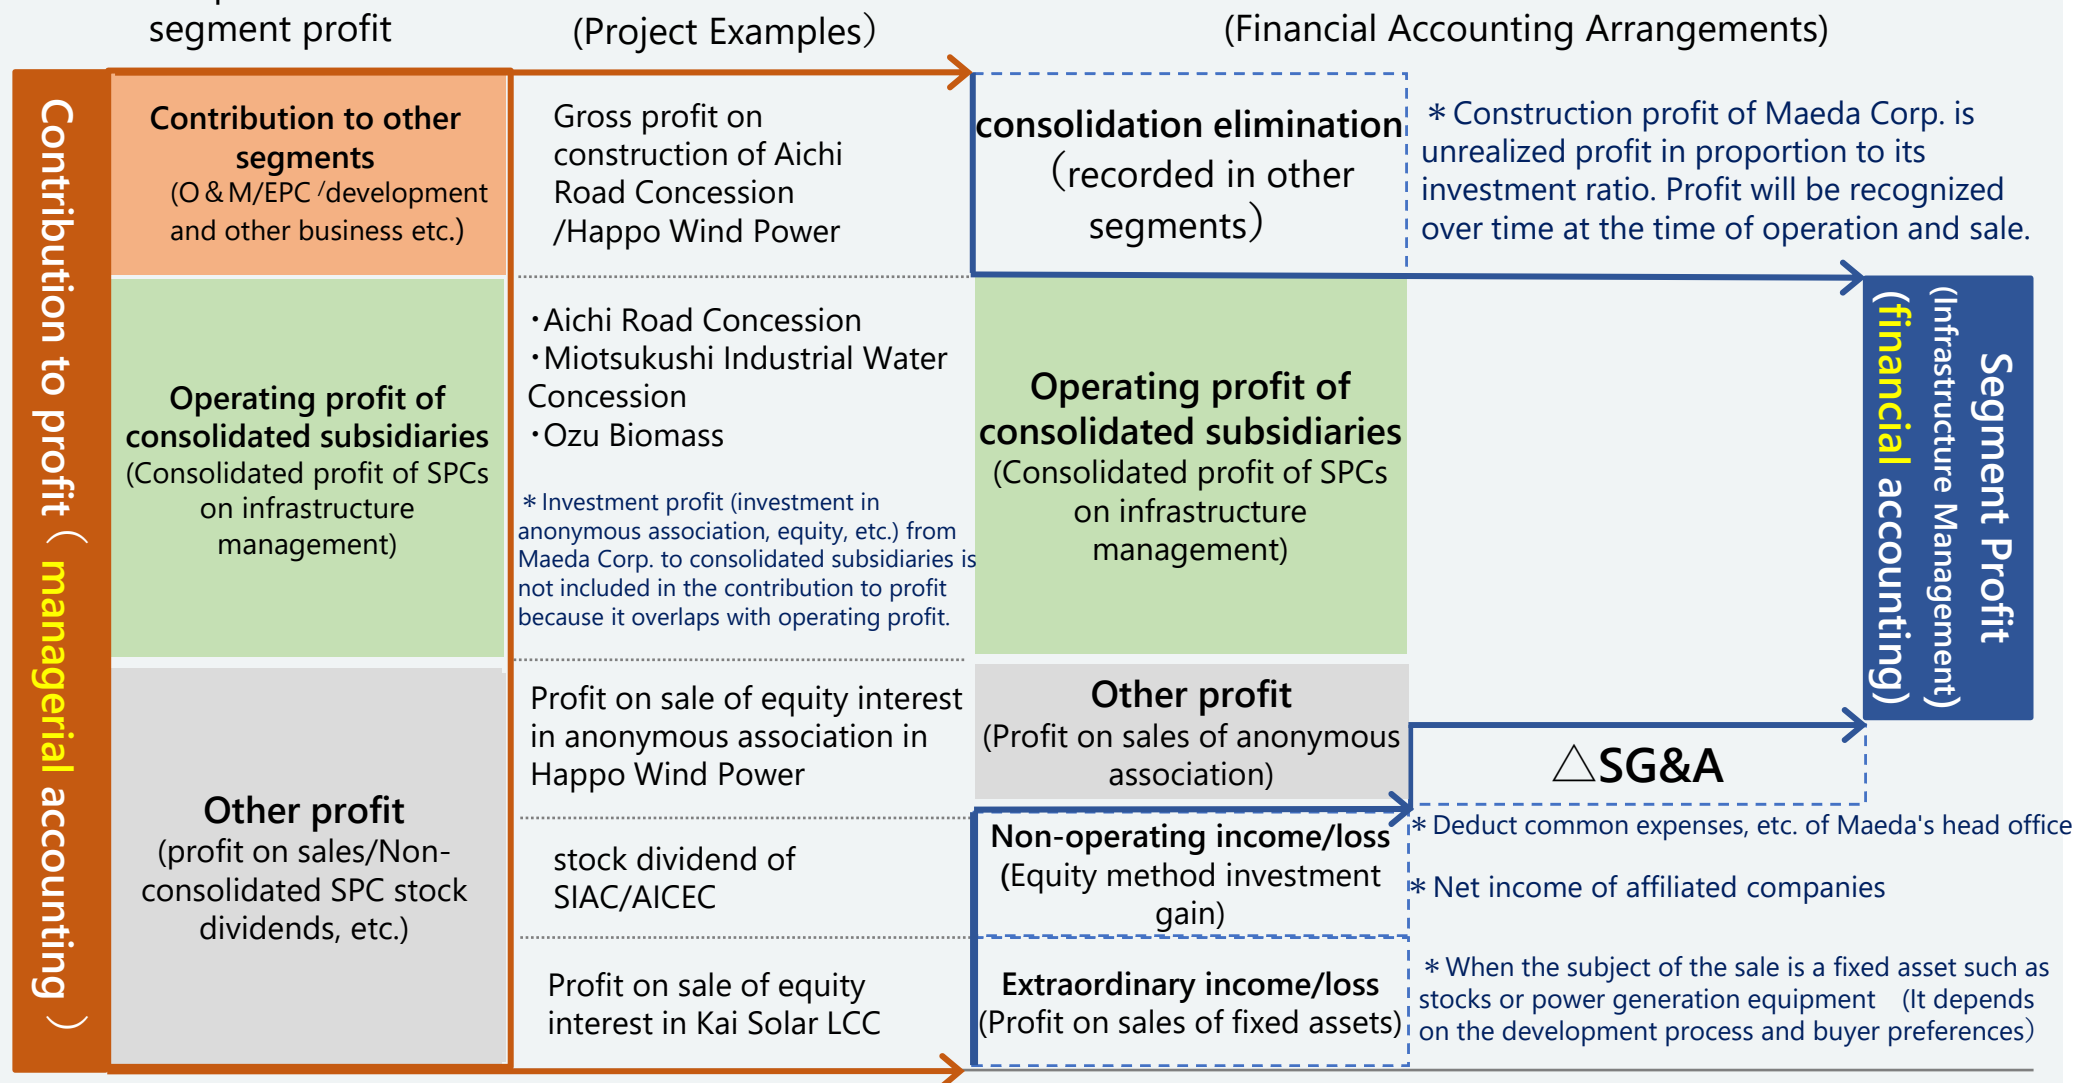 segment profit
(Project Examples）
(Financial Accounting Arrangements)
Contribution to profit（ managerial accounting ）
Contribution to other
segments
(O＆M/EPC /development
and other business etc.)
Gross profit on
construction of Aichi
Road Concession
/Happo Wind Power
consolidation elimination
（recorded in other
segments）
＊Construction profit of Maeda Corp. is
unrealized profit in proportion to its
investment ratio. Profit will be recognized
over time at the time of operation and sale.
Operating profit of
consolidated subsidiaries
(Consolidated profit of SPCs
on infrastructure
management)
・Aichi Road Concession
・Miotsukushi Industrial Water
Concession
・Ozu Biomass
＊Investment profit (investment in
anonymous association, equity, etc.) from
Maeda Corp. to consolidated subsidiaries is
not included in the contribution to profit
because it overlaps with operating profit.
Operating profit of
consolidated subsidiaries
(Consolidated profit of SPCs
on infrastructure
management)
Segment Profit
(Infrastructure Management)
(financial accounting)
Other profit
(profit on sales/Non-
consolidated SPC stock
dividends, etc.)
Profit on sale of equity interest
in anonymous association in
Happo Wind Power
Other profit
(Profit on sales of anonymous
association)
△SG&A
＊Deduct common expenses, etc. of Maeda's head office
stock dividend of
SIAC/AICEC
Non-operating income/loss
(Equity method investment
gain)
＊Net income of affiliated companies
Profit on sale of equity
interest in Kai Solar LCC
Extraordinary income/loss
(Profit on sales of fixed assets)
＊When the subject of the sale is a fixed asset such as
stocks or power generation equipment （It depends
on the development process and buyer preferences）